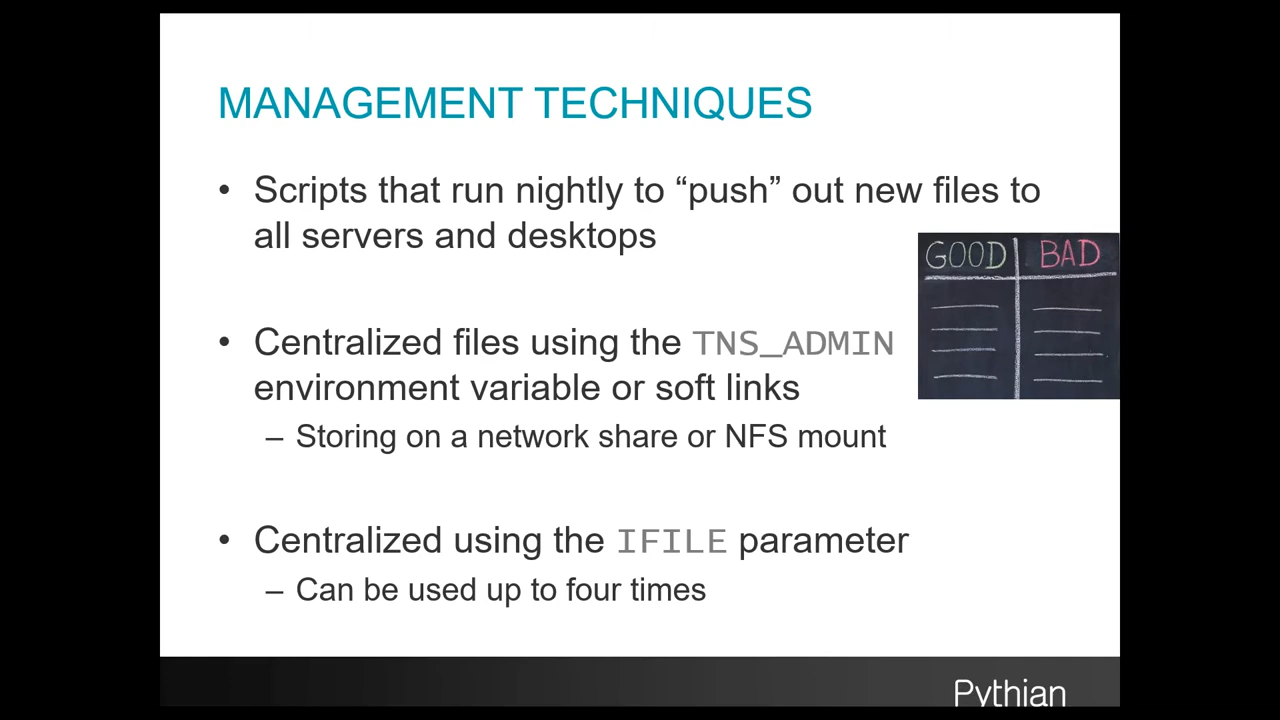 MANAGEMENT TECHNIQUES
• Scripts that run nightly to “push” out new files to
all servers and desktops
GOOD BAD
• Centralized files using the TNS_ADMIN
environment variable or soft links
– Storing on a network share or NFS mount
• Centralized using the IFILE parameter
– Can be used up to four times
Pythian